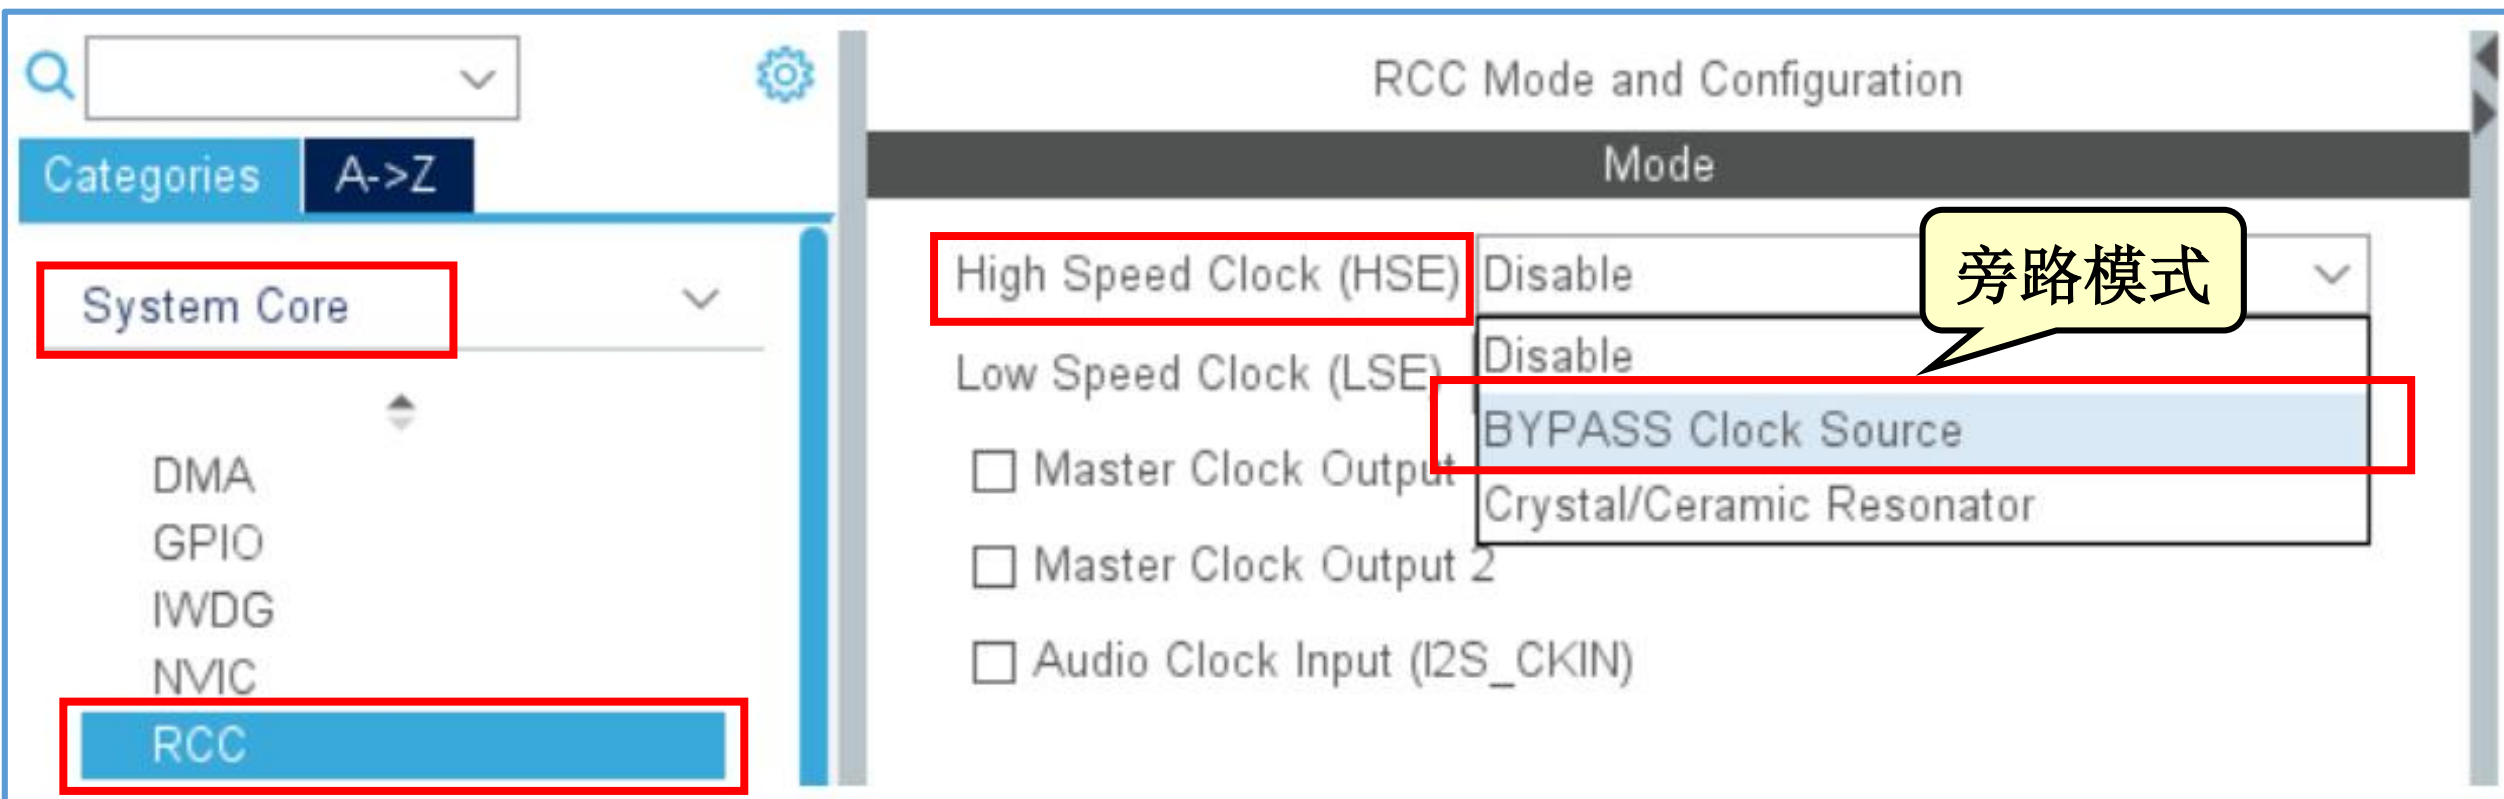 Categories
A->Z
System Core
DMA
GPIO
IWDG
NVIC
RCC
RCC Mode and Configuration
Mode
High Speed Clock (HSE)
Disable
旁路模式
Disable
Low Speed Clock (LSE)
BYPASS Clock Source
Master Clock Output
Crystal/Ceramic Resonator
Master Clock Output 2
Audio Clock Input (I2S_CKIN)